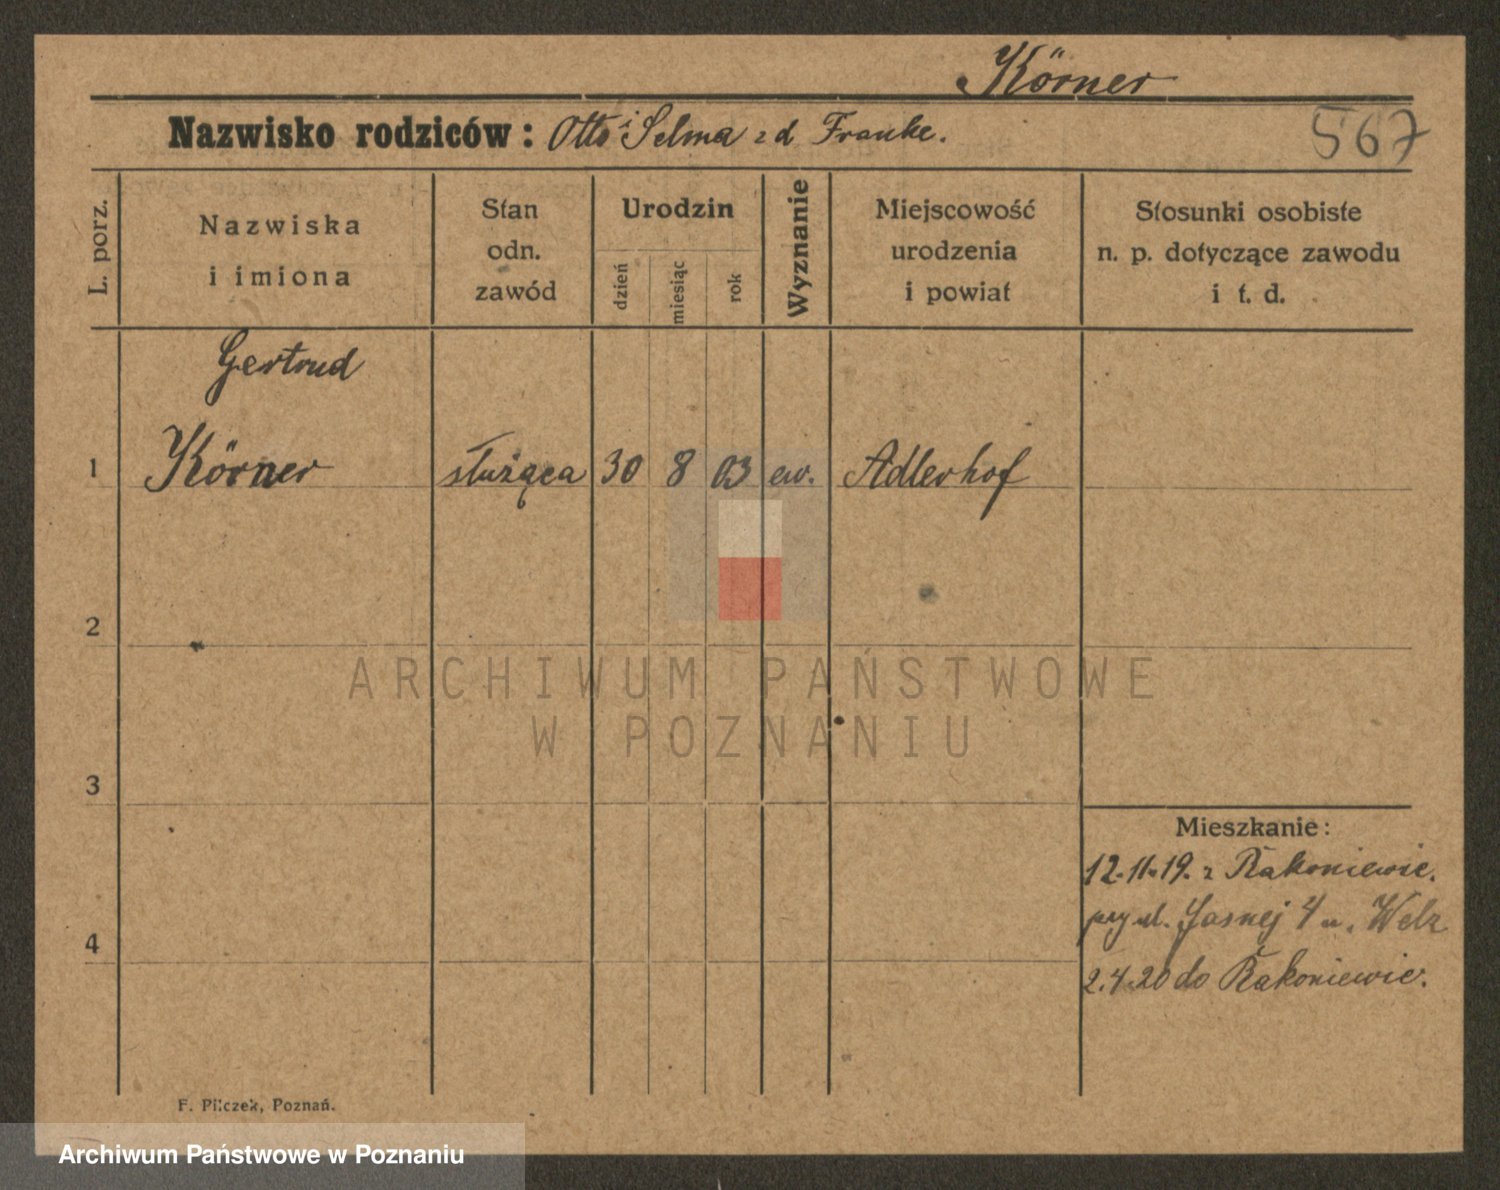 Körner
Nazwisko rodziców: Otto i Selma z d Franke.
567
L. porz.
Nazwiska
i imiona
Stan
odn.
zawód
Urodzin
dzień
miesiąc
rok
Wyznanie
Miejscowość
urodzenia
i powiat
Stosunki osobiste
n. p. dotyczące zawodu
i t. d.
Gertrud
1 Körner służąca 30 8 03 ew. Adlerhof
2
ARCHIWUM PAŃSTWOWE
W POZNANIU
3
Mieszkanie:
12.11.19. z Rakoniewic.
przy ul. Jasnej 4 u. Welz
4
2.4.20 do Rakoniewic.
F. Pilczek, Poznań.
Archiwum Państwowe w Poznaniu